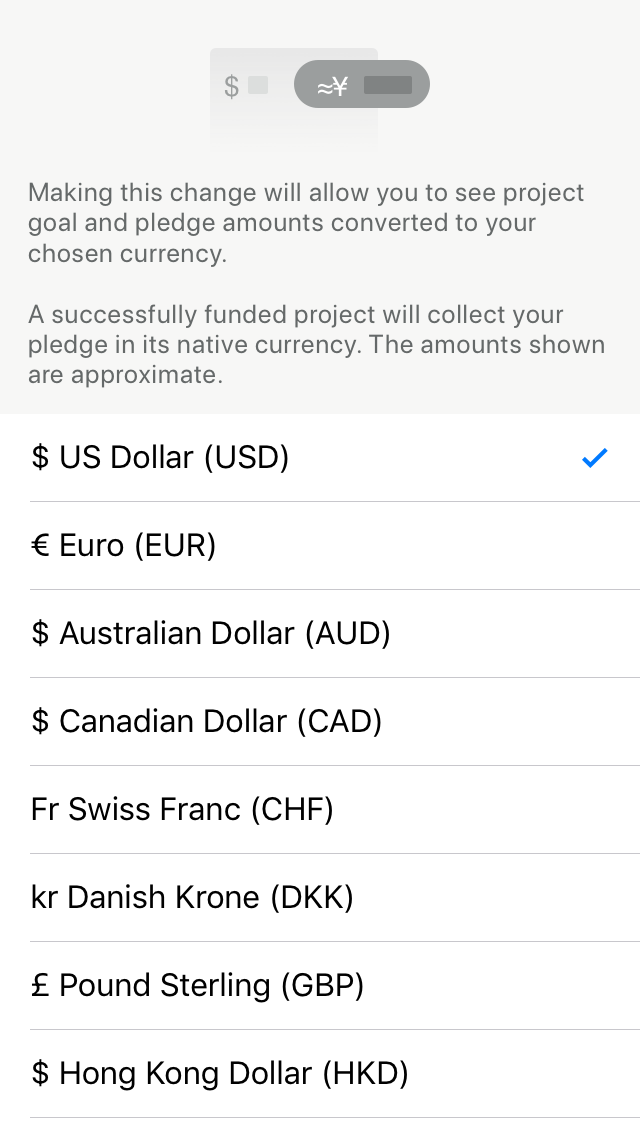 $ ≈¥
Making this change will allow you to see project
goal and pledge amounts converted to your
chosen currency.
A successfully funded project will collect your
pledge in its native currency. The amounts shown
are approximate.
$ US Dollar (USD)
€ Euro (EUR)
$ Australian Dollar (AUD)
$ Canadian Dollar (CAD)
Fr Swiss Franc (CHF)
kr Danish Krone (DKK)
£ Pound Sterling (GBP)
$ Hong Kong Dollar (HKD)